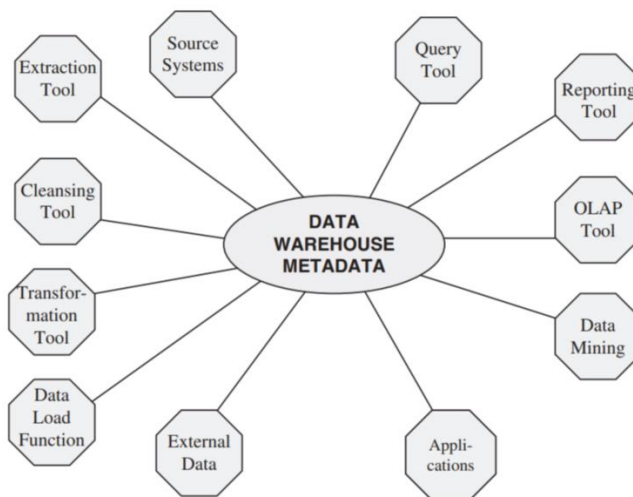 Source
Systems
Query
Tool
Extraction
Tool
Reporting
Tool
Cleansing
Tool
DATA
WAREHOUSE
METADATA
OLAP
Tool
Transfor-
mation
Tool
Data
Mining
Data
Load
Function
External
Data
Appli-
cations